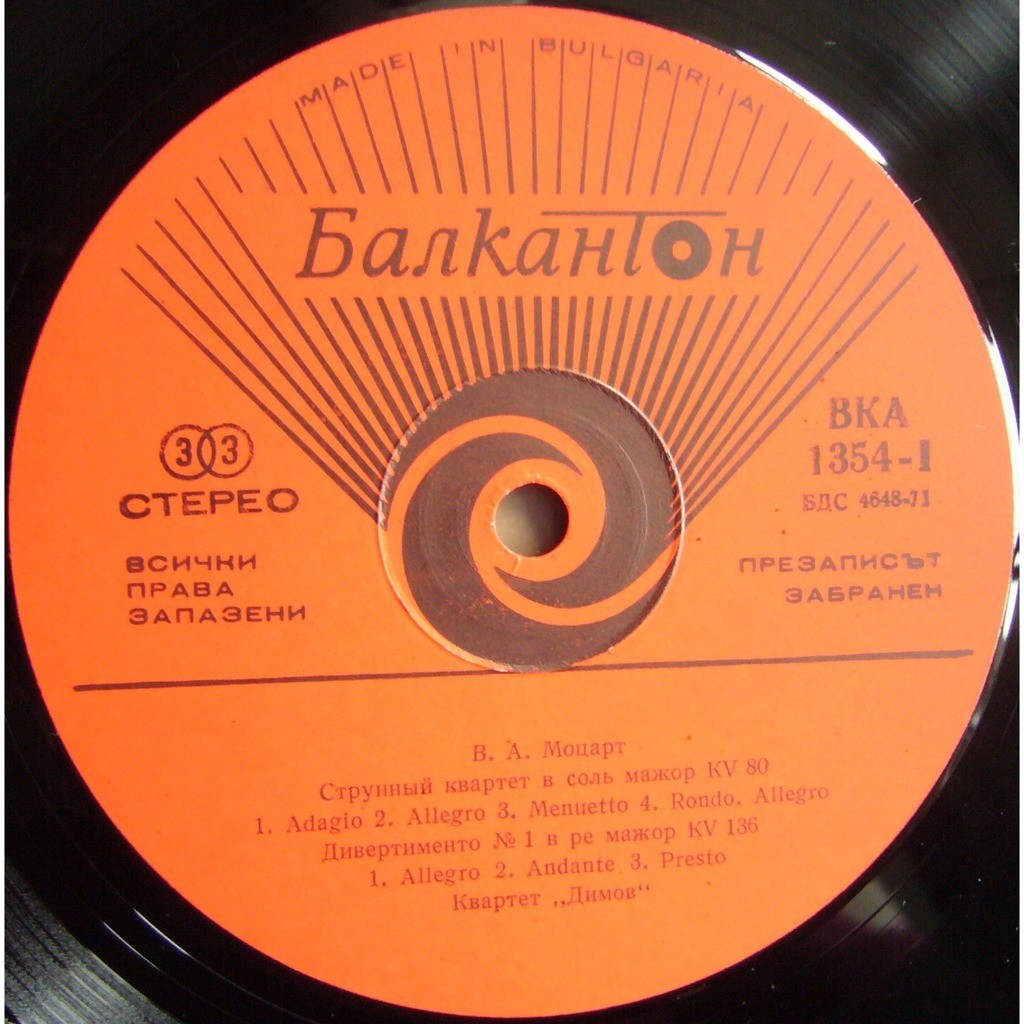 MADE IN BULGARIA
Балкантон
33
СТЕРЕО
ВСИЧКИ
ПРАВА
ЗАПАЗЕНИ
ВКА
1354-I
БДС 4648-71
ПРЕЗАПИСЪТ
ЗАБРАНЕН
В. А. Моцарт
Струнный квартет в соль мажор KV 80
1. Adagio 2. Allegro 3. Menuetto 4. Rondo. Allegro
Дивертименто № 1 в ре мажор KV 136
1. Allegro 2. Andante 3. Presto
Квартет „Димов“